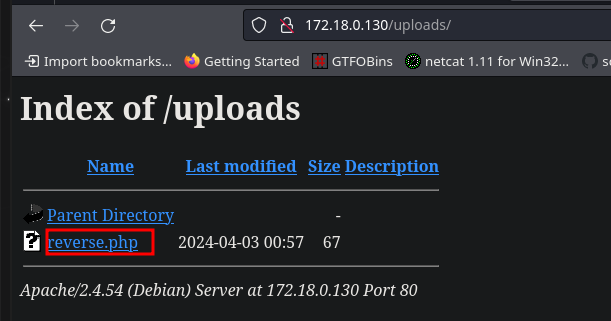 172.18.0.130/uploads/
Import bookmarks... Getting Started GTFOBins netcat 1.11 for Win32...
Index of /uploads
Name Last modified Size Description
Parent Directory -
reverse.php 2024-04-03 00:57 67
Apache/2.4.54 (Debian) Server at 172.18.0.130 Port 80